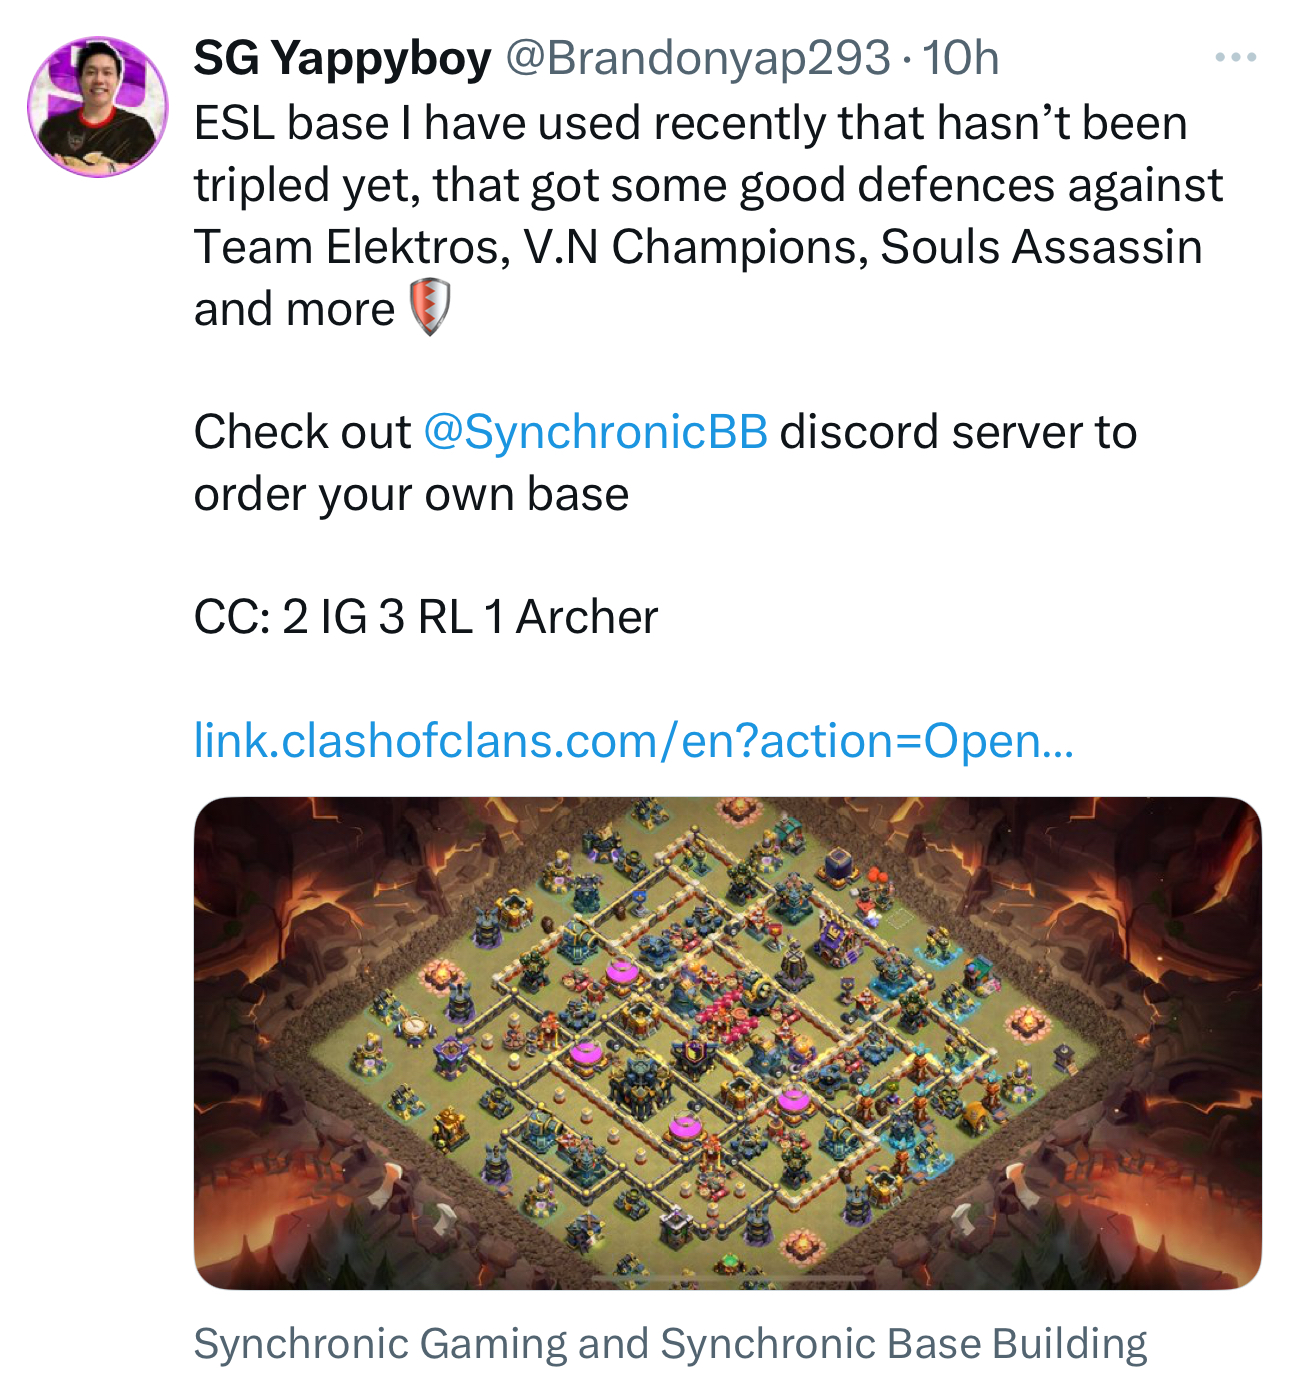 SG Yappyboy @Brandonyap293 · 10h
ESL base I have used recently that hasn’t been
tripled yet, that got some good defences against
Team Elektros, V.N Champions, Souls Assassin
and more
Check out @SynchronicBB discord server to
order your own base
CC: 2 IG 3 RL 1 Archer
link.clashofclans.com/en?action=Open...
Synchronic Gaming and Synchronic Base Building